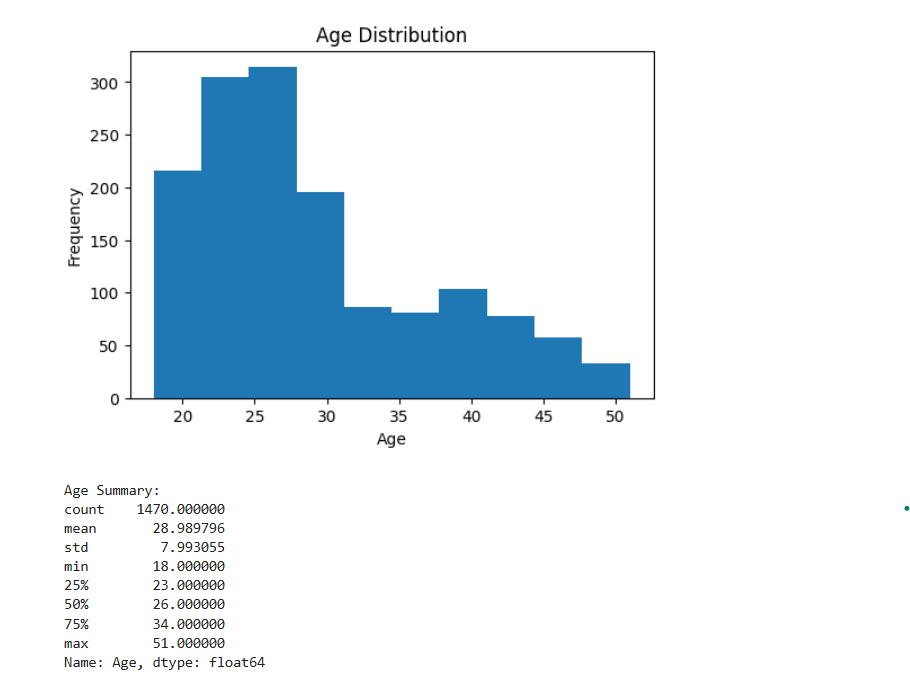 Age Distribution
300
250
200
150
100
50
0
Frequency
20 25 30 35 40 45 50
Age
Age Summary:
count 1470.000000
mean 28.989796
std 7.993055
min 18.000000
25% 23.000000
50% 26.000000
75% 34.000000
max 51.000000
Name: Age, dtype: float64